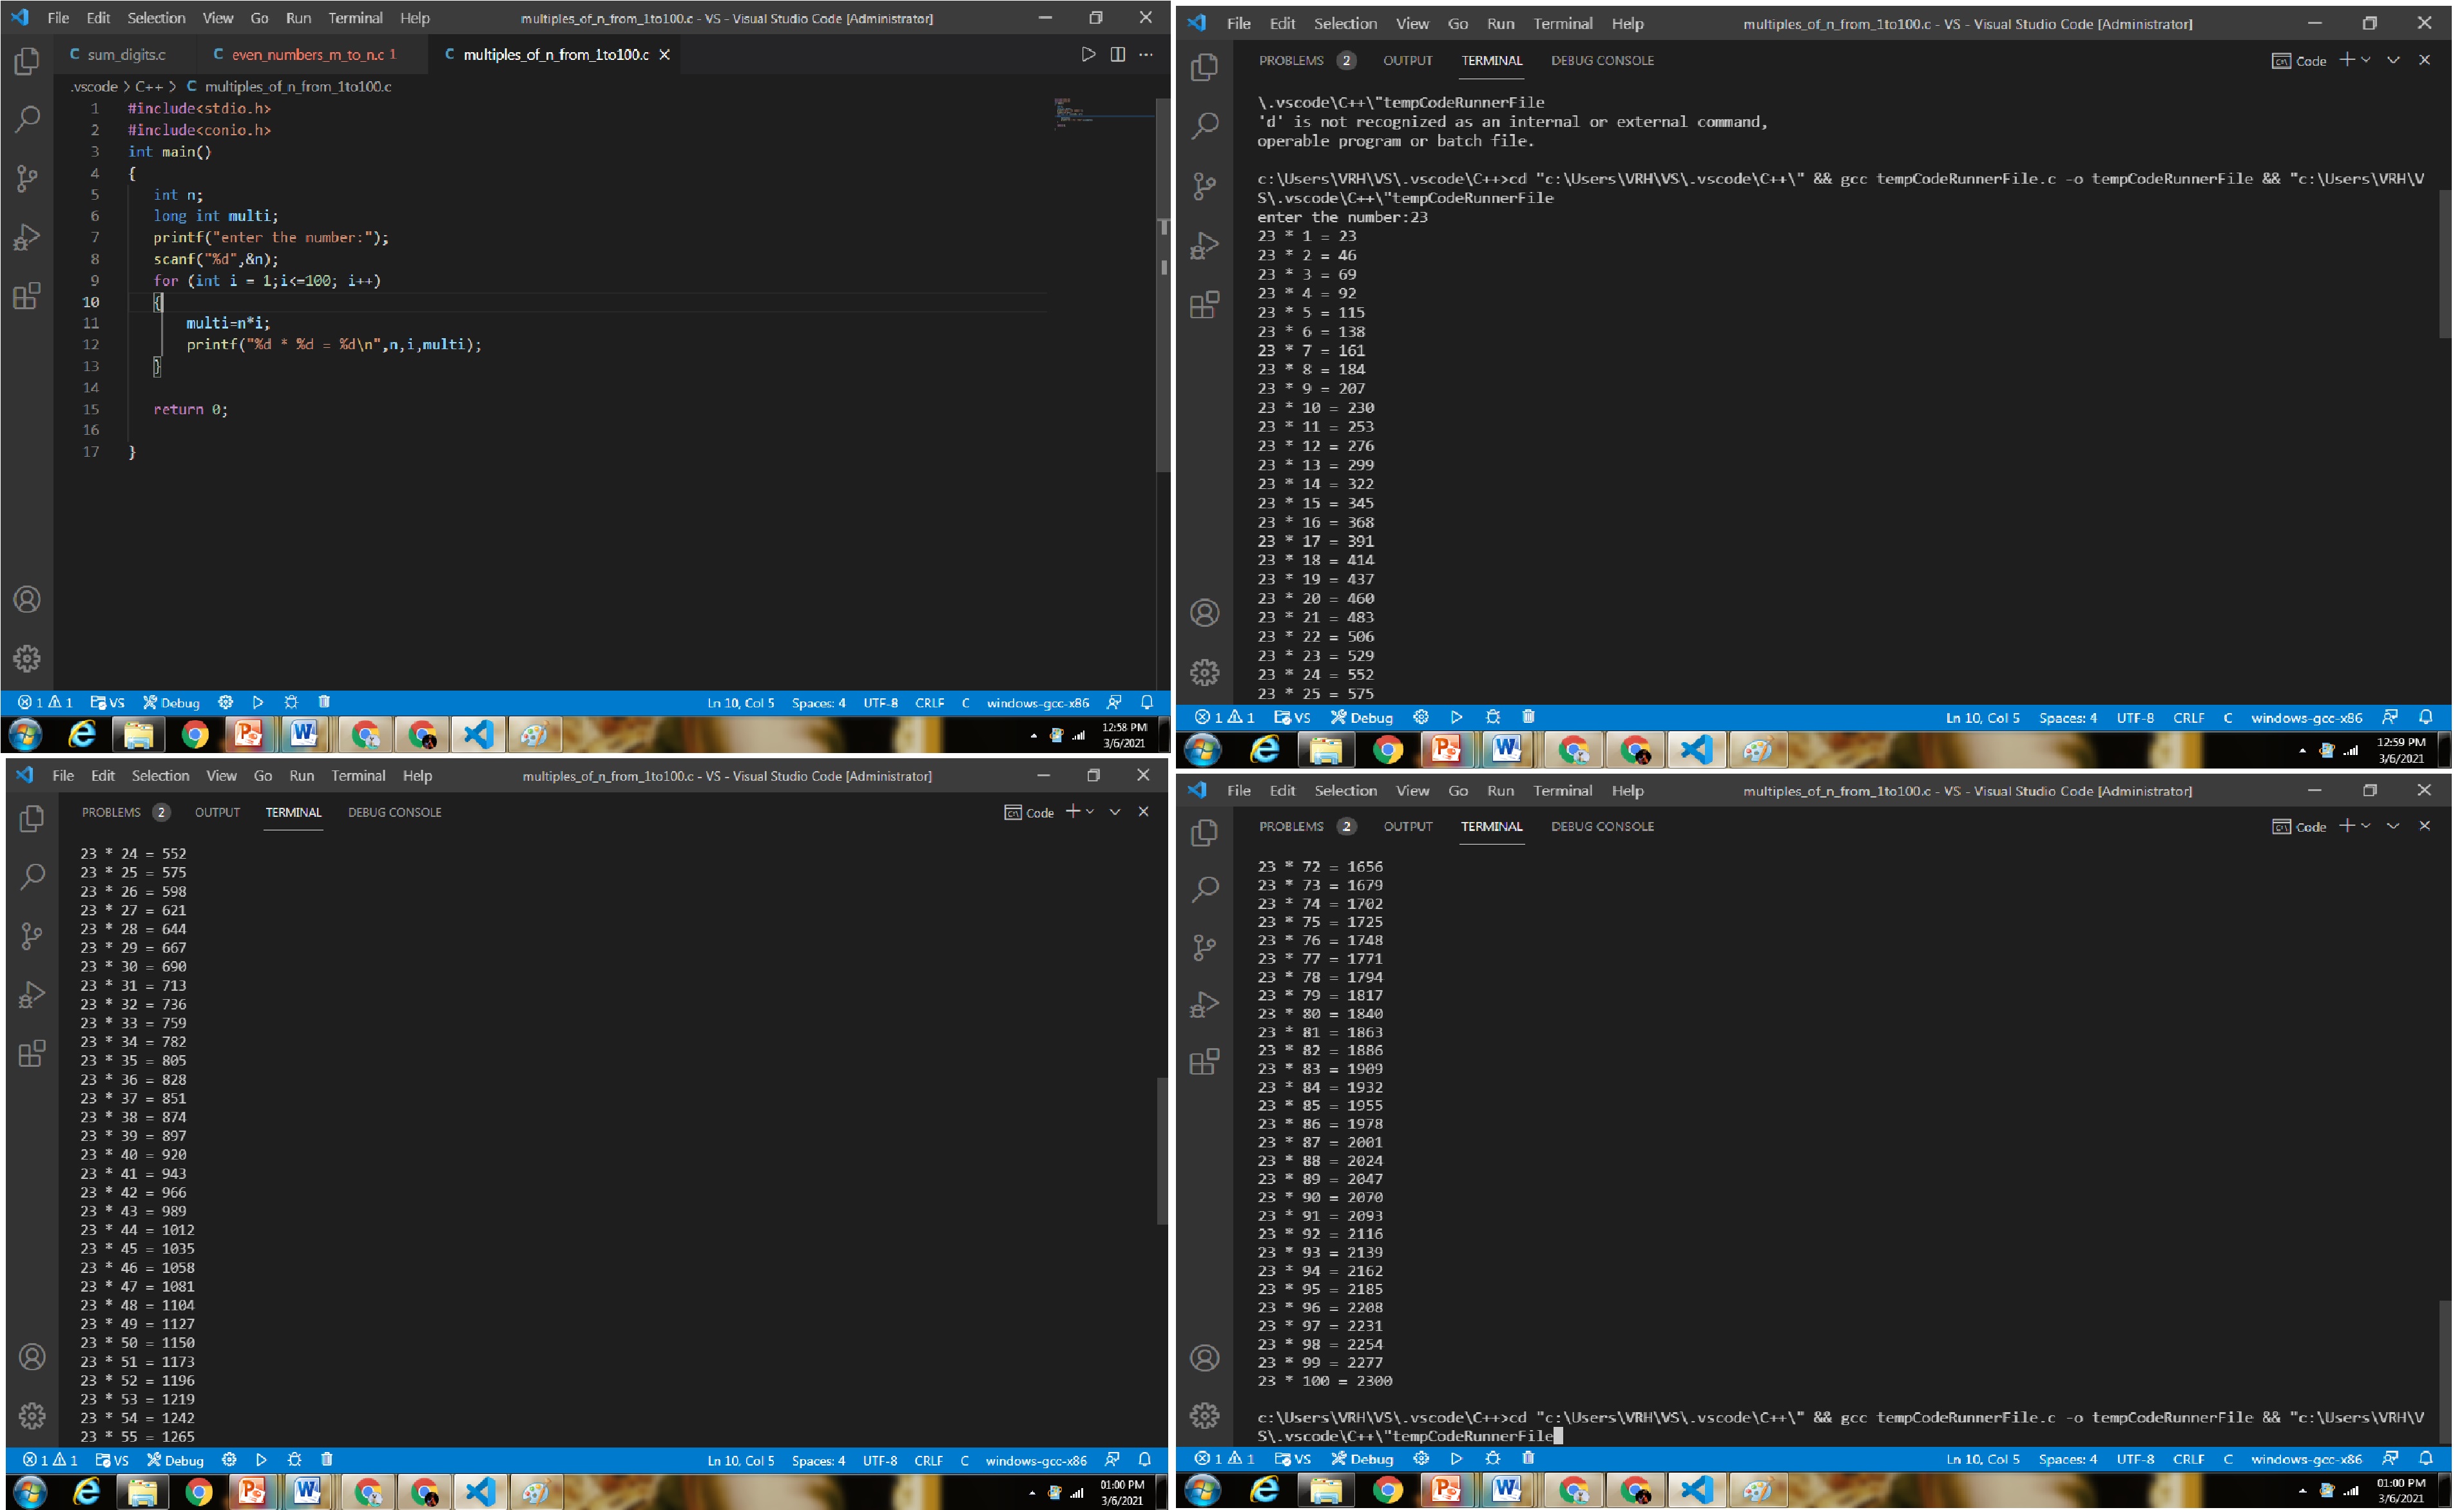 File Edit Selection View Go Run Terminal Help multiples_of_n_from_1to100.c - VS - Visual Studio Code [Administrator]
C sum_digits.c C even_numbers_m_to_n.c 1 C multiples_of_n_from_1to100.c
.vscode > C++ > C multiples_of_n_from_1to100.c
1 #include<stdio.h>
2 #include<conio.h>
3 int main()
4 {
5 int n;
6 long int multi;
7 printf("enter the number:");
8 scanf("%d",&n);
9 for (int i = 1;i<=100; i++)
10 {
11 multi=n*i;
12 printf("%d * %d = %d\n",n,i,multi);
13 }
14
15 return 0;
16
17 }
1 1 VS Debug Ln 10, Col 5 Spaces: 4 UTF-8 CRLF C windows-gcc-x86
12:58 PM
3/6/2021
File Edit Selection View Go Run Terminal Help multiples_of_n_from_1to100.c - VS - Visual Studio Code [Administrator]
PROBLEMS 2 OUTPUT TERMINAL DEBUG CONSOLE Code
\.vscode\C++\"tempCodeRunnerFile
'd' is not recognized as an internal or external command,
operable program or batch file.
c:\Users\VRH\VS\.vscode\C++>cd "c:\Users\VRH\VS\.vscode\C++\" && gcc tempCodeRunnerFile.c -o tempCodeRunnerFile && "c:\Users\VRH\V
S\.vscode\C++\"tempCodeRunnerFile
enter the number:23
23 * 1 = 23
23 * 2 = 46
23 * 3 = 69
23 * 4 = 92
23 * 5 = 115
23 * 6 = 138
23 * 7 = 161
23 * 8 = 184
23 * 9 = 207
23 * 10 = 230
23 * 11 = 253
23 * 12 = 276
23 * 13 = 299
23 * 14 = 322
23 * 15 = 345
23 * 16 = 368
23 * 17 = 391
23 * 18 = 414
23 * 19 = 437
23 * 20 = 460
23 * 21 = 483
23 * 22 = 506
23 * 23 = 529
23 * 24 = 552
23 * 25 = 575
1 1 VS Debug Ln 10, Col 5 Spaces: 4 UTF-8 CRLF C windows-gcc-x86
12:59 PM
3/6/2021
File Edit Selection View Go Run Terminal Help multiples_of_n_from_1to100.c - VS - Visual Studio Code [Administrator]
PROBLEMS 2 OUTPUT TERMINAL DEBUG CONSOLE Code
23 * 24 = 552
23 * 25 = 575
23 * 26 = 598
23 * 27 = 621
23 * 28 = 644
23 * 29 = 667
23 * 30 = 690
23 * 31 = 713
23 * 32 = 736
23 * 33 = 759
23 * 34 = 782
23 * 35 = 805
23 * 36 = 828
23 * 37 = 851
23 * 38 = 874
23 * 39 = 897
23 * 40 = 920
23 * 41 = 943
23 * 42 = 966
23 * 43 = 989
23 * 44 = 1012
23 * 45 = 1035
23 * 46 = 1058
23 * 47 = 1081
23 * 48 = 1104
23 * 49 = 1127
23 * 50 = 1150
23 * 51 = 1173
23 * 52 = 1196
23 * 53 = 1219
23 * 54 = 1242
23 * 55 = 1265
1 1 VS Debug Ln 10, Col 5 Spaces: 4 UTF-8 CRLF C windows-gcc-x86
01:00 PM
3/6/2021
File Edit Selection View Go Run Terminal Help multiples_of_n_from_1to100.c - VS - Visual Studio Code [Administrator]
PROBLEMS 2 OUTPUT TERMINAL DEBUG CONSOLE Code
23 * 72 = 1656
23 * 73 = 1679
23 * 74 = 1702
23 * 75 = 1725
23 * 76 = 1748
23 * 77 = 1771
23 * 78 = 1794
23 * 79 = 1817
23 * 80 = 1840
23 * 81 = 1863
23 * 82 = 1886
23 * 83 = 1909
23 * 84 = 1932
23 * 85 = 1955
23 * 86 = 1978
23 * 87 = 2001
23 * 88 = 2024
23 * 89 = 2047
23 * 90 = 2070
23 * 91 = 2093
23 * 92 = 2116
23 * 93 = 2139
23 * 94 = 2162
23 * 95 = 2185
23 * 96 = 2208
23 * 97 = 2231
23 * 98 = 2254
23 * 99 = 2277
23 * 100 = 2300
c:\Users\VRH\VS\.vscode\C++>cd "c:\Users\VRH\VS\.vscode\C++\" && gcc tempCodeRunnerFile.c -o tempCodeRunnerFile && "c:\Users\VRH\V
S\.vscode\C++\"tempCodeRunnerFile
1 1 VS Debug Ln 10, Col 5 Spaces: 4 UTF-8 CRLF C windows-gcc-x86
01:00 PM
3/6/2021